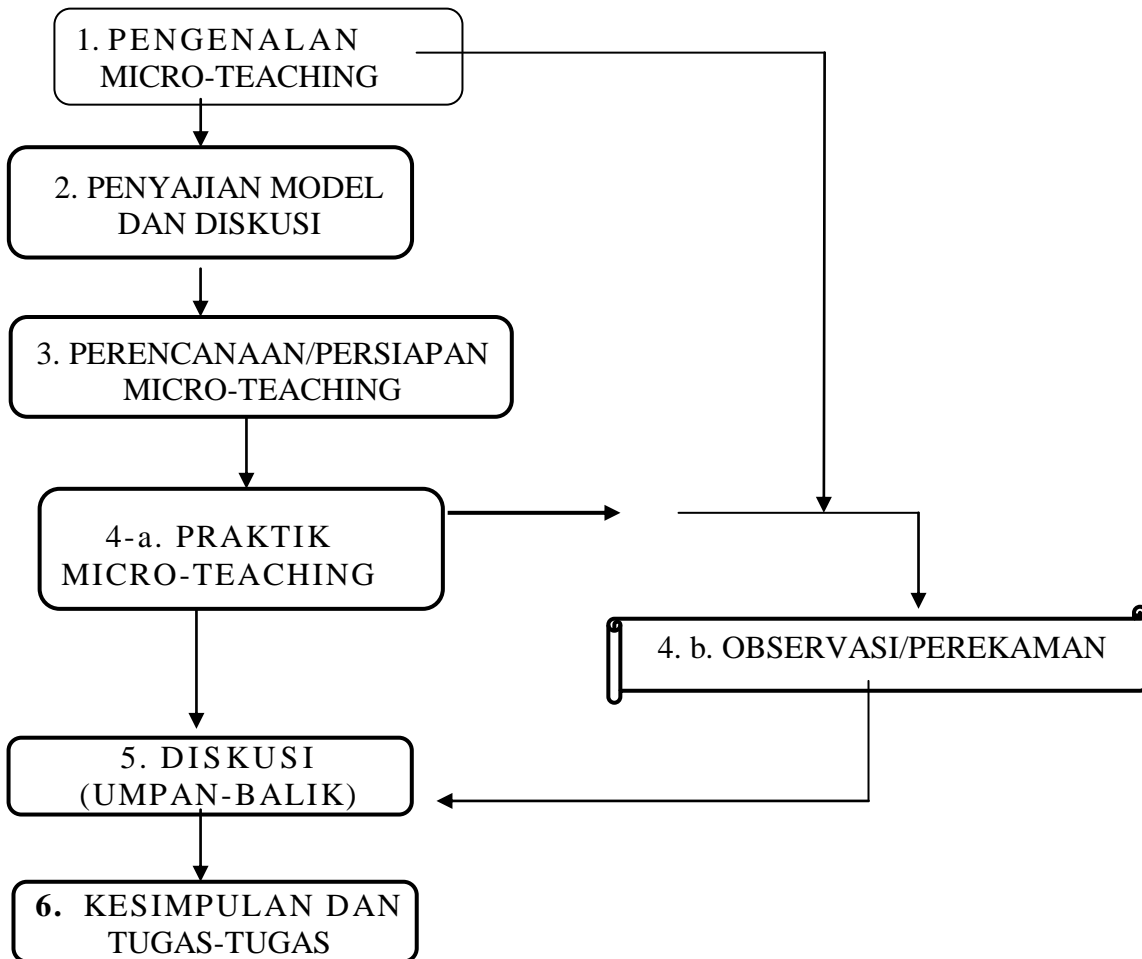 1. PENGENALAN
MICRO-TEACHING
2. PENYAJIAN MODEL
DAN DISKUSI
3. PERENCANAAN/PERSIAPAN
MICRO-TEACHING
4-a. PRAKTIK
MICRO-TEACHING
4. b. OBSERVASI/PEREKAMAN
5. DISKUSI
(UMPAN-BALIK)
6. KESIMPULAN DAN
TUGAS-TUGAS